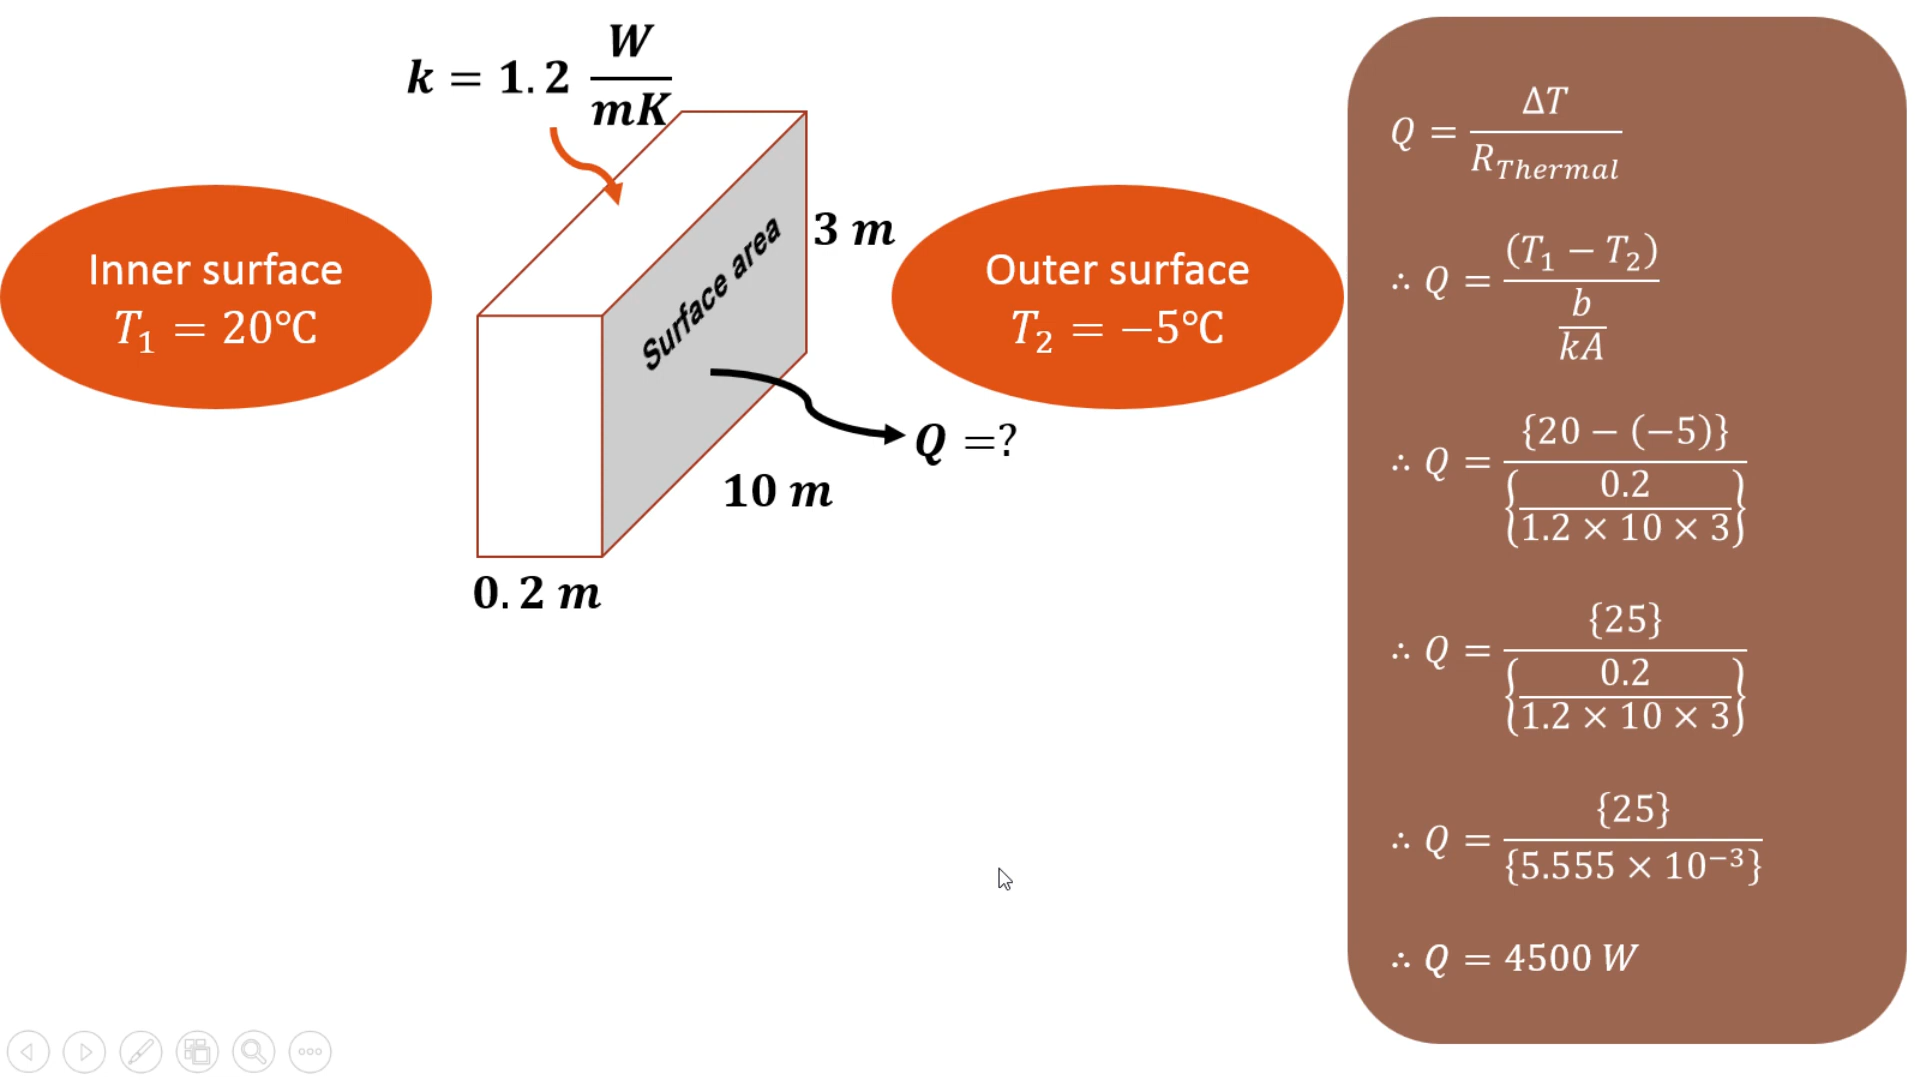 k = 1.2 W/mK
Inner surface
T₁ = 20°C
Surface area
3 m
Outer surface
T₂ = −5°C
Q =?
10 m
0.2 m
Q = ΔT / R_Thermal
∴ Q = (T₁ − T₂) / (b / kA)
∴ Q = {20 − (−5)} / {0.2 / 1.2 × 10 × 3}
∴ Q = {25} / {0.2 / 1.2 × 10 × 3}
∴ Q = {25} / {5.555 × 10⁻³}
∴ Q = 4500 W